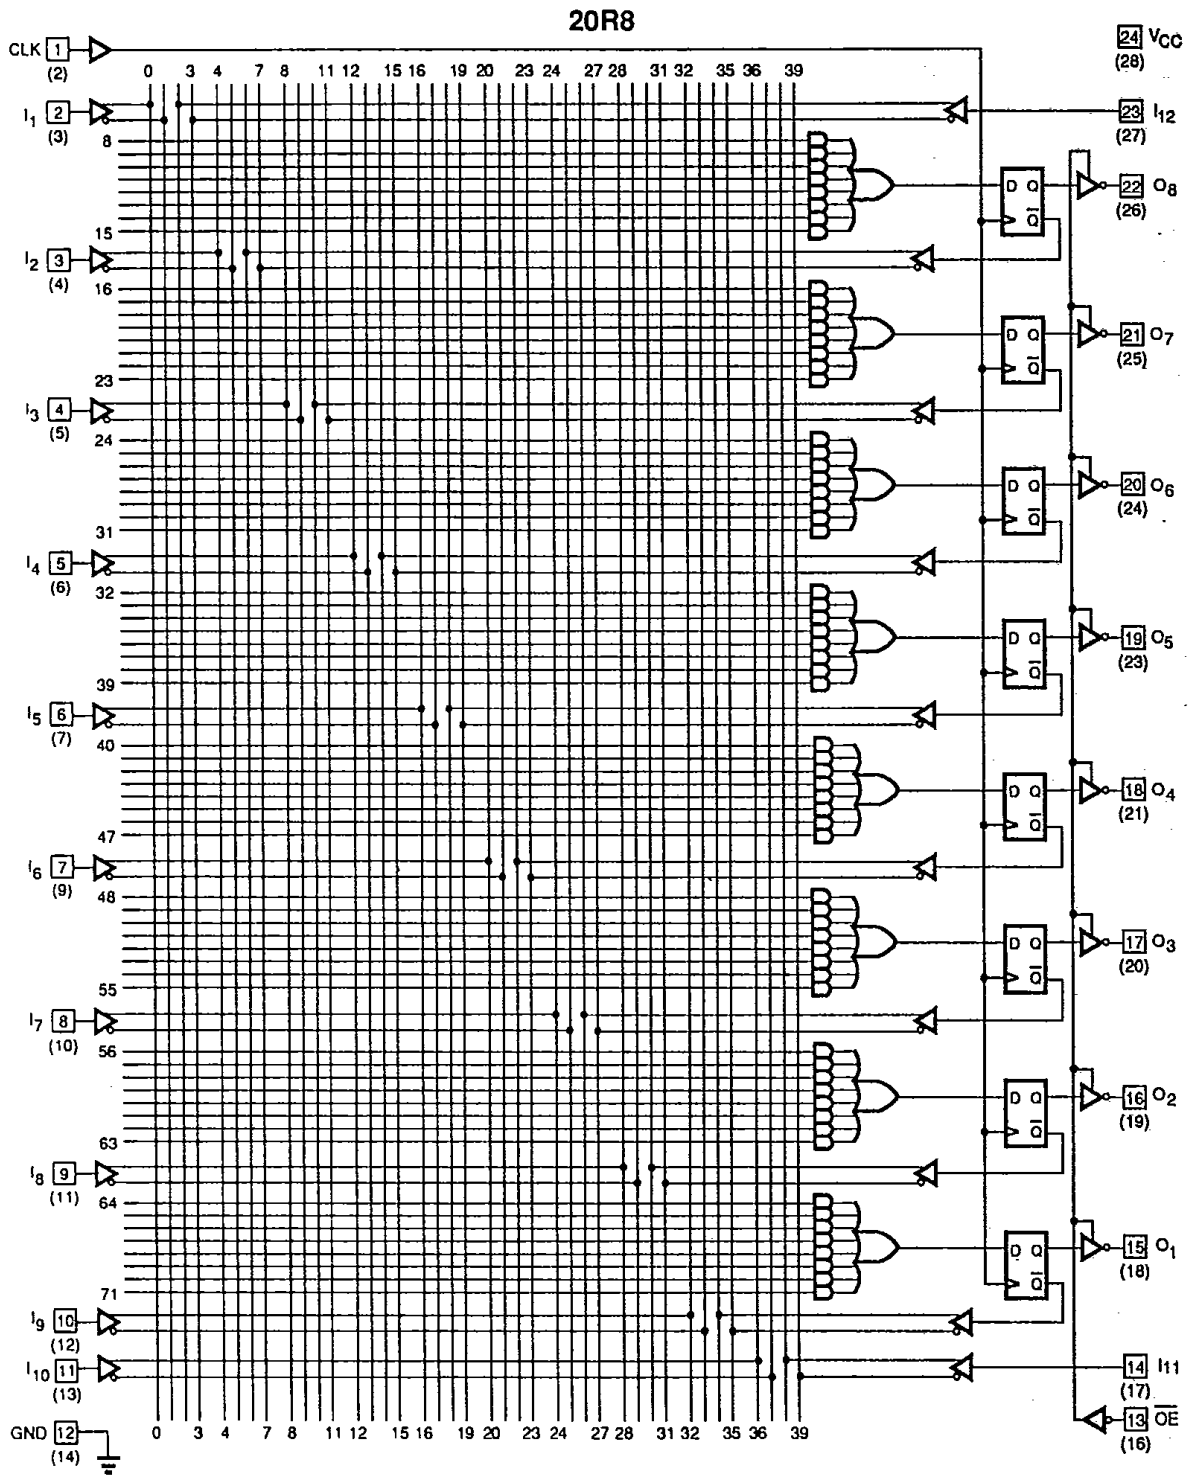 20R8
CLK 1 (2)
24 VCC (28)
0 3 4 7 8 11 12 15 16 19 20 23 24 27 28 31 32 35 36 39
I1 2 (3)
23 I12 (27)
8
D Q
22 O8 (26)
Q
15
I2 3 (4)
16
D Q
21 O7 (25)
Q
23
I3 4 (5)
24
D Q
20 O6 (24)
Q
31
I4 5 (6)
32
D Q
19 O5 (23)
Q
39
I5 6 (7)
40
D Q
18 O4 (21)
Q
47
I6 7 (9)
48
D Q
17 O3 (20)
Q
55
I7 8 (10)
56
D Q
16 O2 (19)
Q
63
I8 9 (11)
64
D Q
15 O1 (18)
Q
71
I9 10 (12)
I10 11 (13)
14 I11 (17)
13 OE (16)
GND 12 (14)
0 3 4 7 8 11 12 15 16 19 20 23 24 27 28 31 32 35 36 39